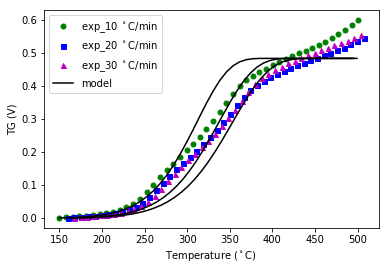 0.6
0.5
0.4
0.3
0.2
0.1
0.0
TG (V)
exp_10 °C/min
exp_20 °C/min
exp_30 °C/min
model
150 200 250 300 350 400 450 500
Temperature (°C)